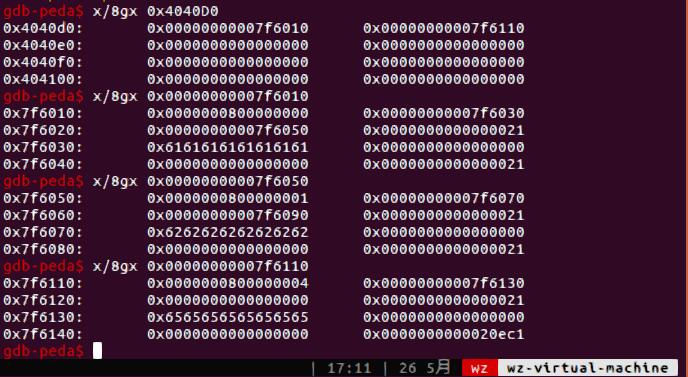 gdb-peda$ x/8gx 0x4040D0
0x4040d0: 0x00000000007f6010 0x00000000007f6110
0x4040e0: 0x0000000000000000 0x0000000000000000
0x4040f0: 0x0000000000000000 0x0000000000000000
0x404100: 0x0000000000000000 0x0000000000000000
gdb-peda$ x/8gx 0x00000000007f6010
0x7f6010: 0x0000000800000000 0x00000000007f6030
0x7f6020: 0x00000000007f6050 0x0000000000000021
0x7f6030: 0x6161616161616161 0x0000000000000000
0x7f6040: 0x0000000000000000 0x0000000000000021
gdb-peda$ x/8gx 0x00000000007f6050
0x7f6050: 0x0000000800000001 0x00000000007f6070
0x7f6060: 0x00000000007f6090 0x0000000000000021
0x7f6070: 0x6262626262626262 0x0000000000000000
0x7f6080: 0x0000000000000000 0x0000000000000021
gdb-peda$ x/8gx 0x00000000007f6110
0x7f6110: 0x0000000800000004 0x00000000007f6130
0x7f6120: 0x0000000000000000 0x0000000000000021
0x7f6130: 0x6565656565656565 0x0000000000000000
0x7f6140: 0x0000000000000000 0x0000000000020ec1
gdb-peda$
| 17:11 | 26 5月 wz wz-virtual-machine